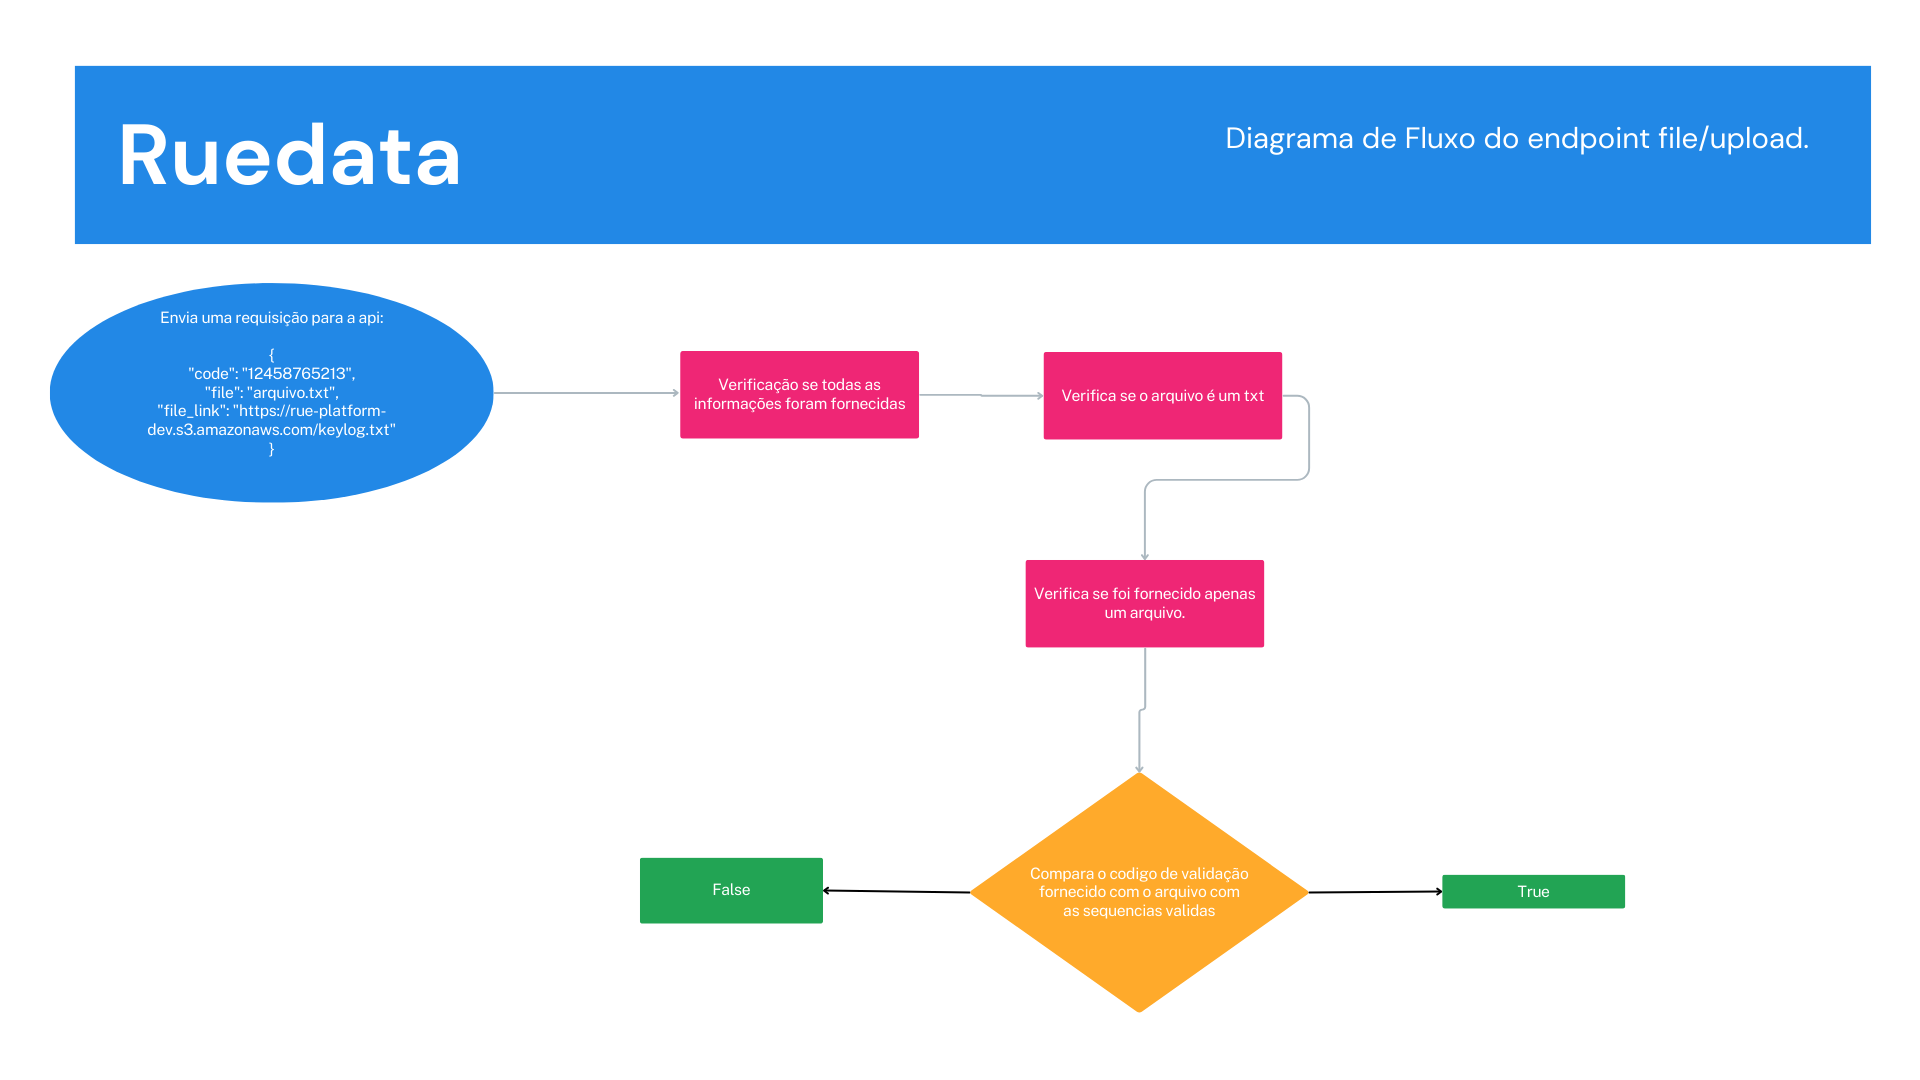 Ruedata
Diagrama de Fluxo do endpoint file/upload.
Envia uma requisição para a api:
{
"code": "12458765213",
"file": "arquivo.txt",
"file_link": "https://rue-platform-
dev.s3.amazonaws.com/keylog.txt"
}
Verificação se todas as
informações foram fornecidas
Verifica se o arquivo é um txt
Verifica se foi fornecido apenas
um arquivo.
Compara o codigo de validação
fornecido com o arquivo com
as sequencias validas
False
True